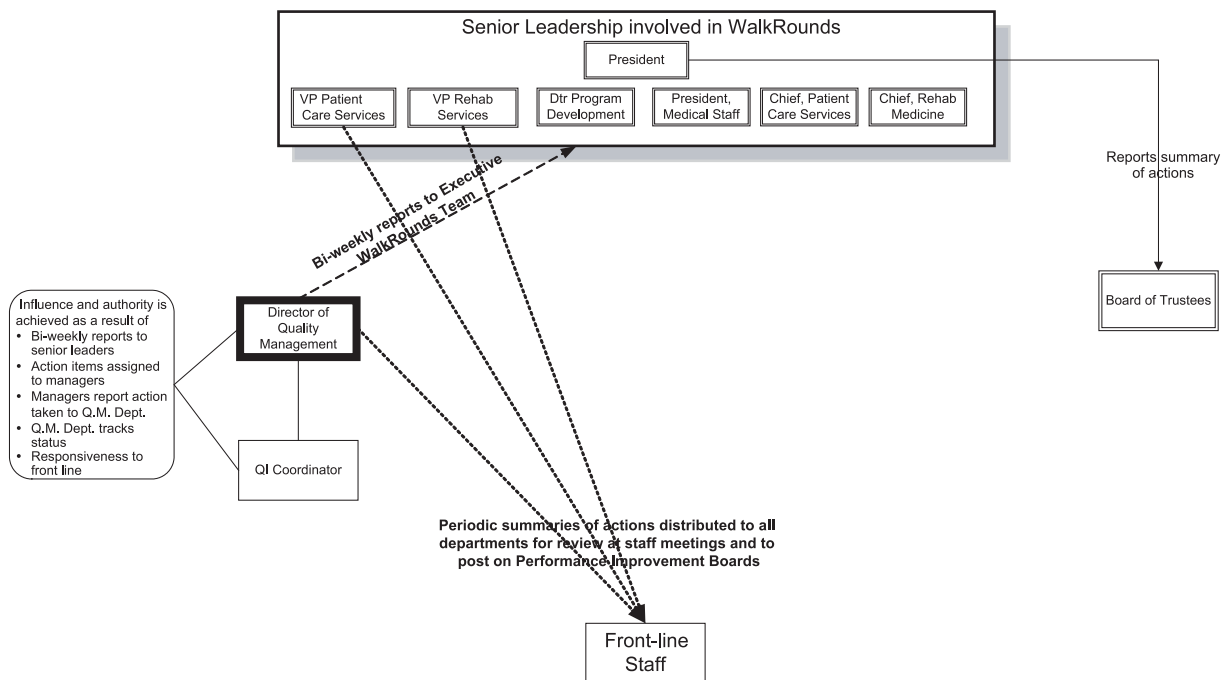 Senior Leadership involved in WalkRounds
President
VP Patient
Care Services
VP Rehab
Services
Dtr Program
Development
President,
Medical Staff
Chief, Patient
Care Services
Chief, Rehab
Medicine
Reports summary
of actions
Bi-weekly reports to Executive
WalkRounds Team
Board of Trustees
Influence and authority is
achieved as a result of
• Bi-weekly reports to
senior leaders
• Action items assigned
to managers
• Managers report action
taken to Q.M. Dept.
• Q.M. Dept. tracks
status
• Responsiveness to
front line
Director of
Quality
Management
QI Coordinator
Periodic summaries of actions distributed to all
departments for review at staff meetings and to
post on Performance Improvement Boards
Front-line
Staff